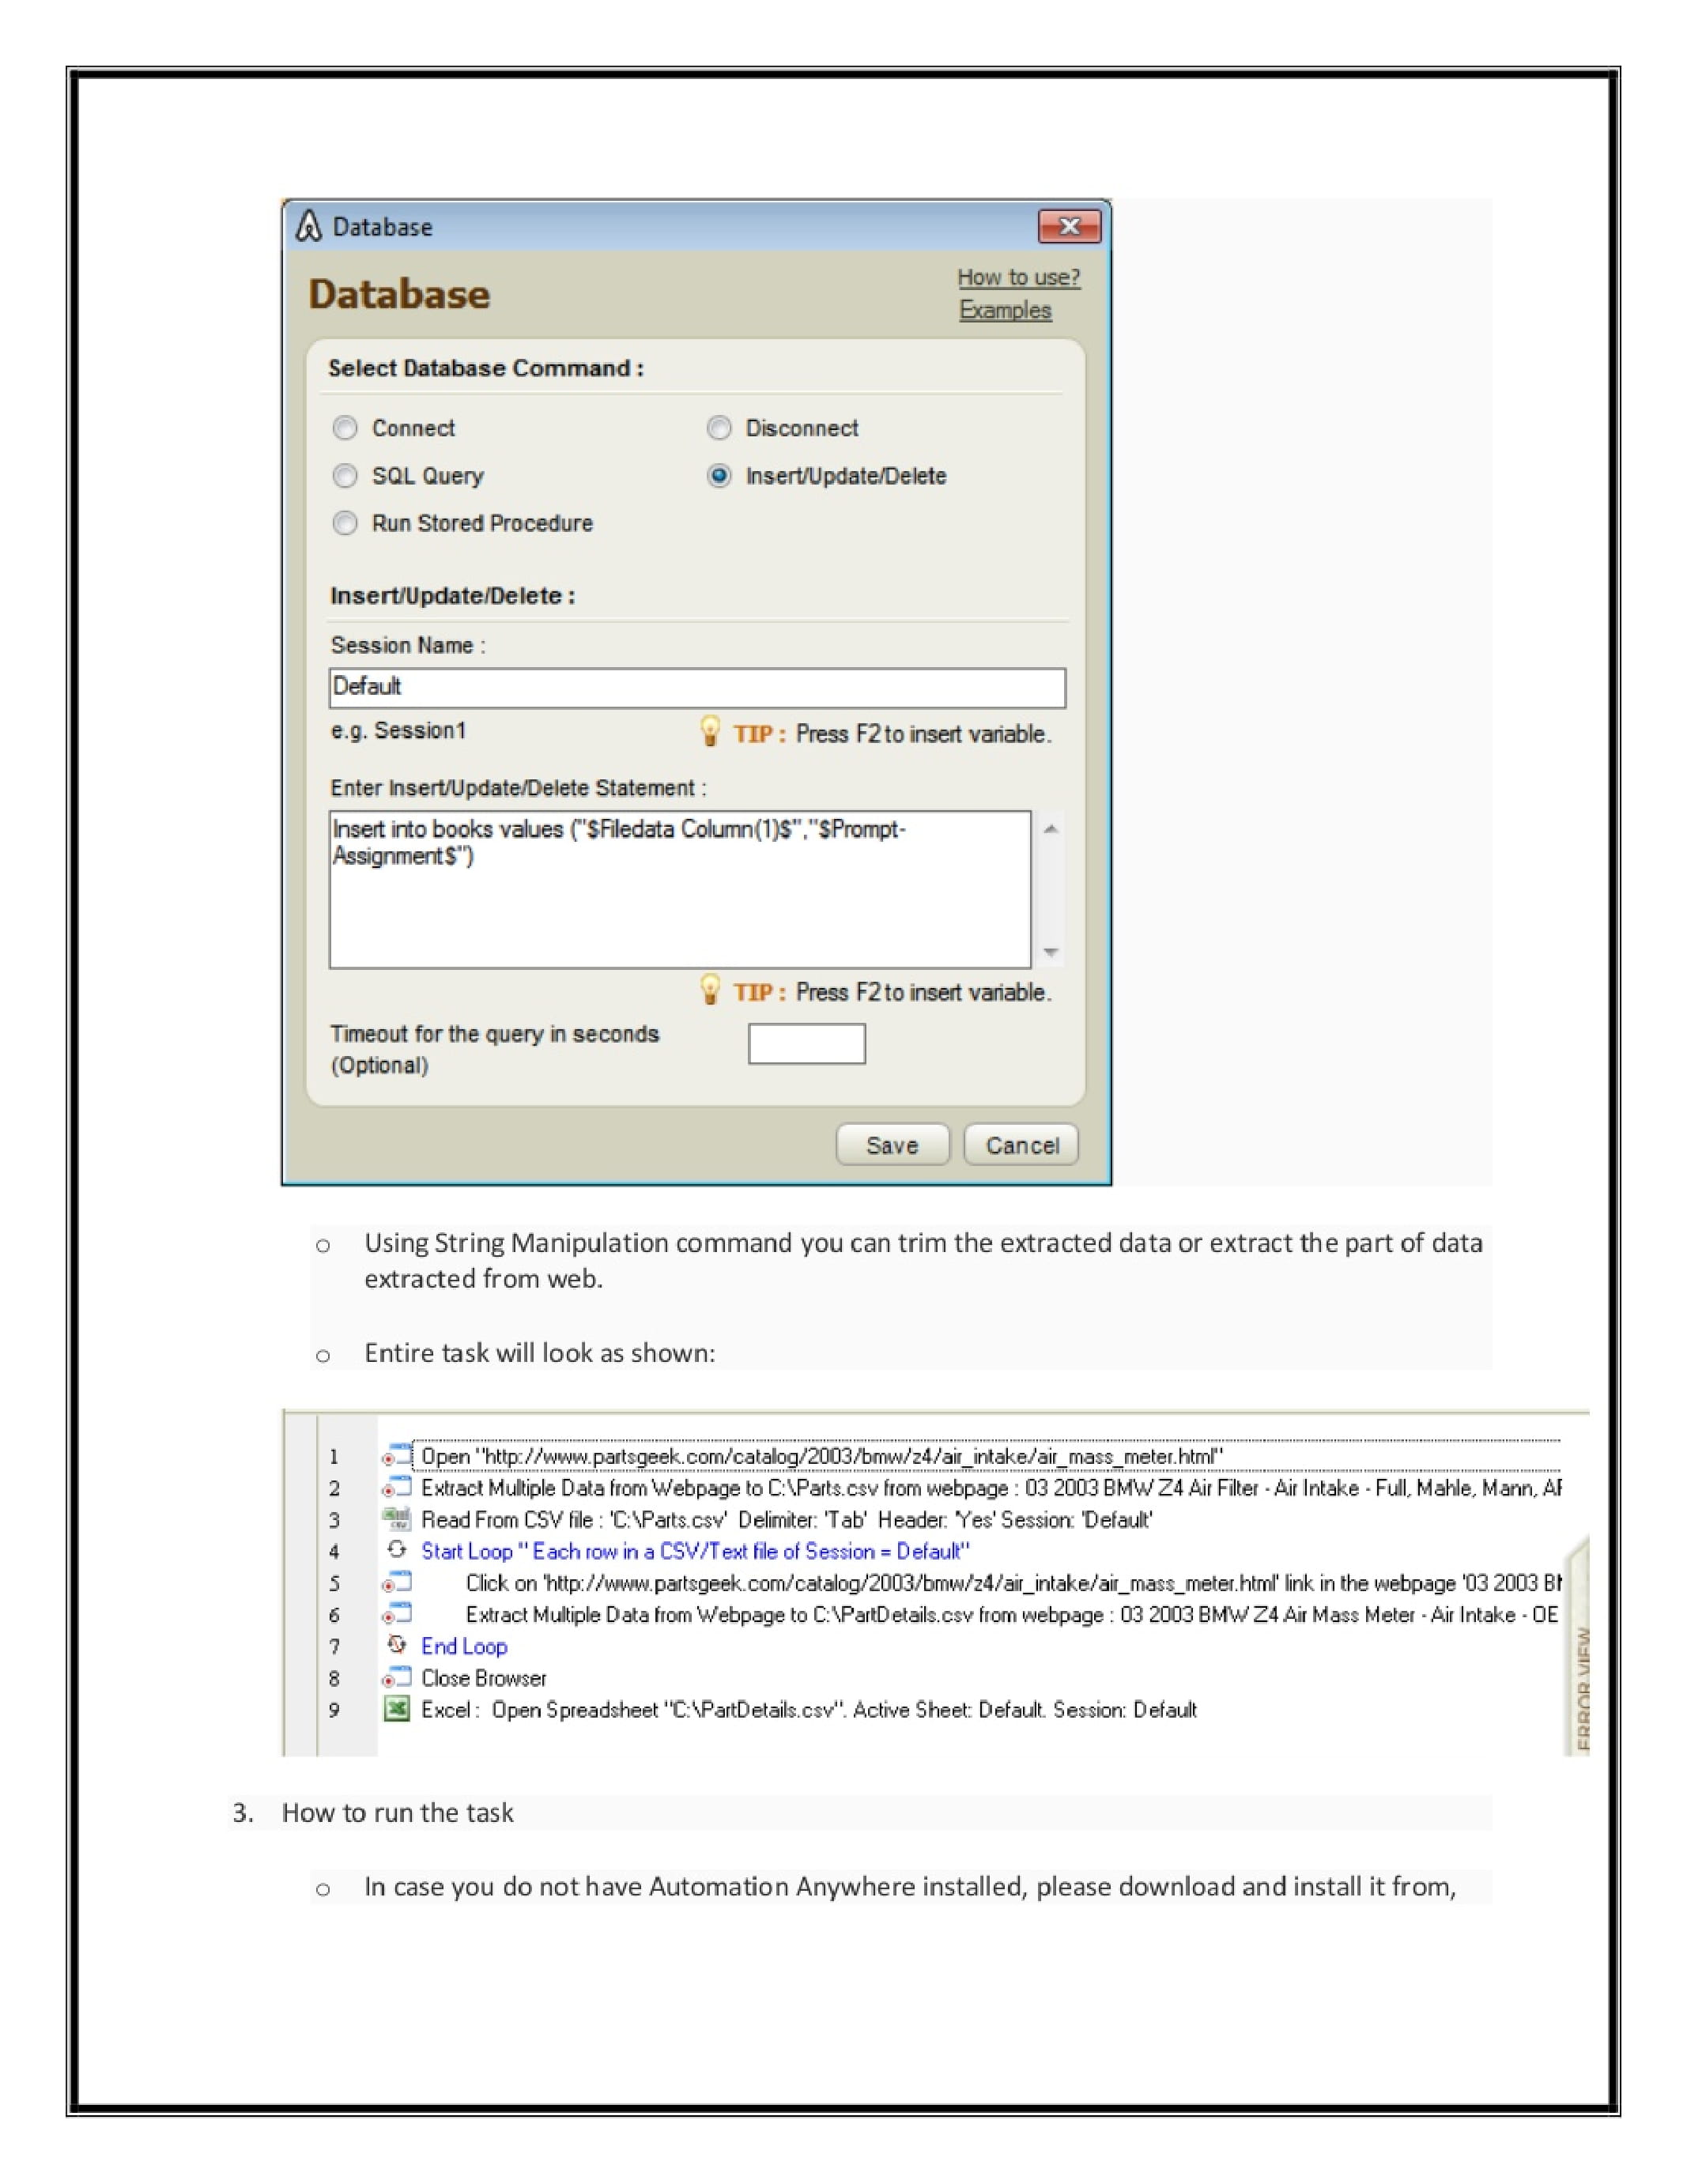 Database
Database
How to use?
Examples
Select Database Command :
Connect
Disconnect
SQL Query
Insert/Update/Delete
Run Stored Procedure
Insert/Update/Delete :
Session Name :
Default
e.g. Session1
TIP : Press F2 to insert variable.
Enter Insert/Update/Delete Statement :
Insert into books values ("$Filedata Column(1)$","$Prompt-
Assignment$")
TIP : Press F2 to insert variable.
Timeout for the query in seconds
(Optional)
Save
Cancel
o Using String Manipulation command you can trim the extracted data or extract the part of data
extracted from web.
o Entire task will look as shown:
1 Open "http://www.partsgeek.com/catalog/2003/bmw/z4/air_intake/air_mass_meter.html"
2 Extract Multiple Data from Webpage to C:\Parts.csv from webpage : 03 2003 BMW Z4 Air Filter - Air Intake - Full, Mahle, Mann, AF
3 Read From CSV file : 'C:\Parts.csv' Delimiter: 'Tab' Header: 'Yes' Session: 'Default'
4 Start Loop " Each row in a CSV/Text file of Session = Default"
5 Click on 'http://www.partsgeek.com/catalog/2003/bmw/z4/air_intake/air_mass_meter.html' link in the webpage '03 2003
6 Extract Multiple Data from Webpage to C:\PartDetails.csv from webpage : 03 2003 BMW Z4 Air Mass Meter - Air Intake - OE
7 End Loop
8 Close Browser
9 Excel : Open Spreadsheet "C:\PartDetails.csv". Active Sheet: Default. Session: Default
ERROR VIEW
3. How to run the task
o In case you do not have Automation Anywhere installed, please download and install it from,